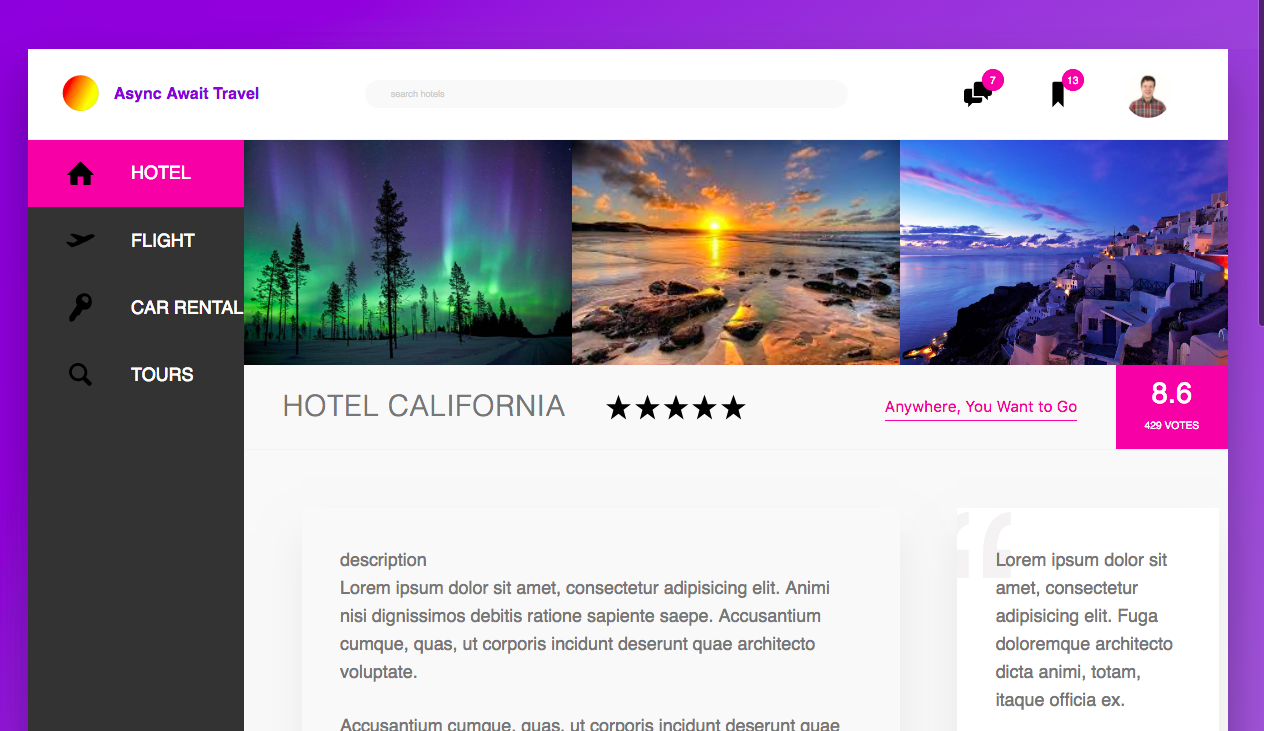 Async Await Travel
search hotels
7
13
HOTEL
FLIGHT
CAR RENTAL
TOURS
HOTEL CALIFORNIA
★★★★★
Anywhere, You Want to Go
8.6
429 VOTES
description
Lorem ipsum dolor sit amet, consectetur adipisicing elit. Animi
nisi dignissimos debitis ratione sapiente saepe. Accusantium
cumque, quas, ut corporis incidunt deserunt quae architecto
voluptate.
Accusantium cumque, quas, ut corporis incidunt deserunt quae
“
Lorem ipsum dolor sit
amet, consectetur
adipisicing elit. Fuga
doloremque architecto
dicta animi, totam,
itaque officia ex.